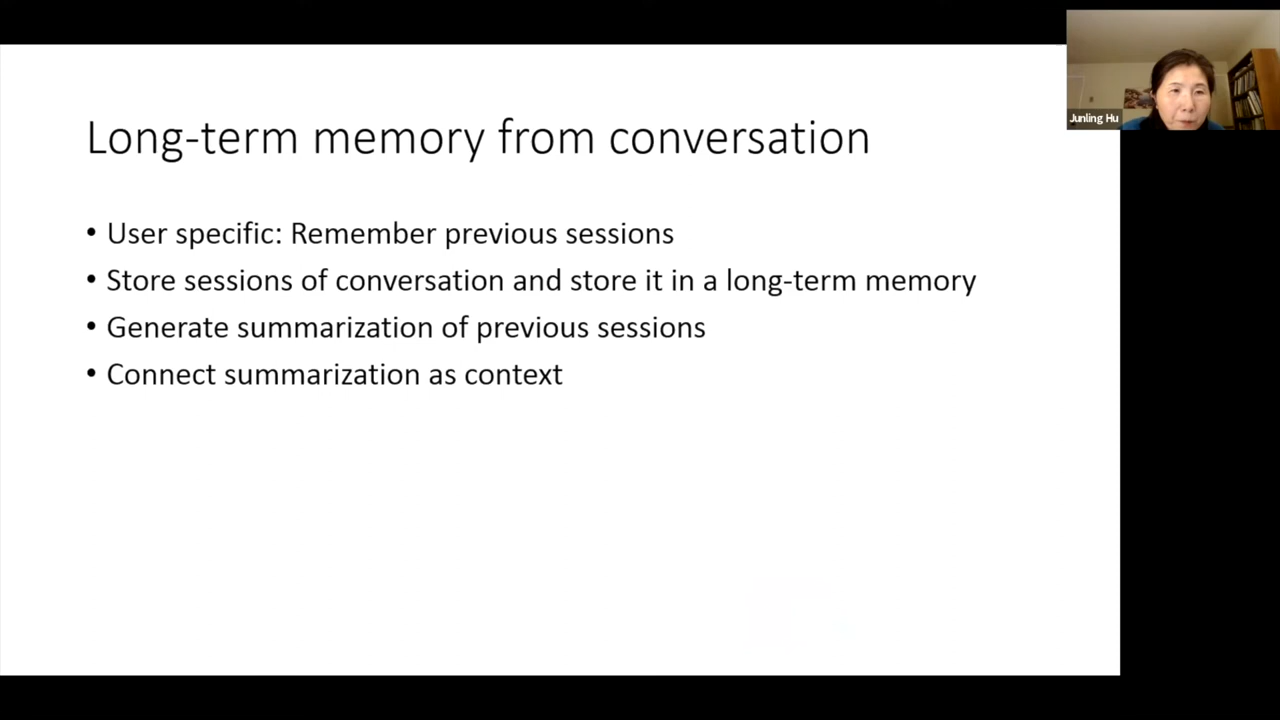 Long-term memory from conversation
• User specific: Remember previous sessions
• Store sessions of conversation and store it in a long-term memory
• Generate summarization of previous sessions
• Connect summarization as context
Junling Hu